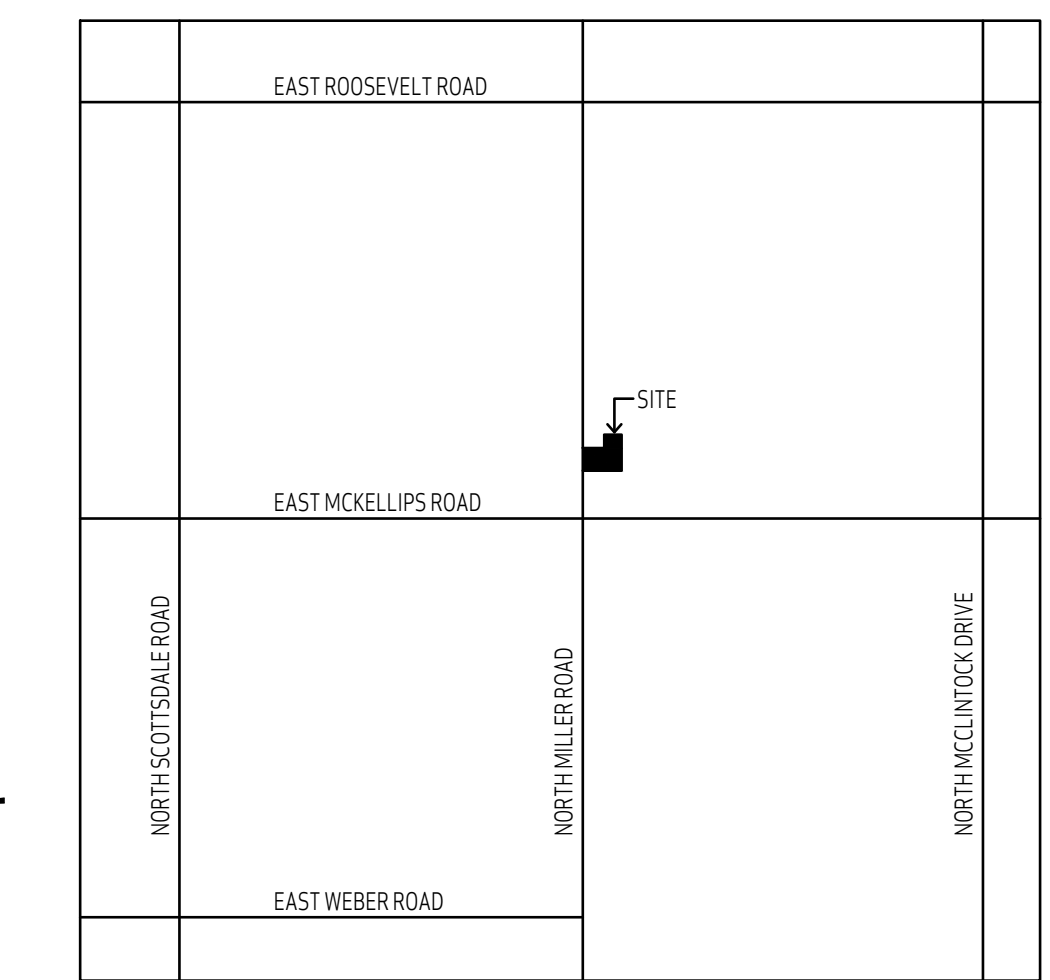 EAST ROOSEVELT ROAD
SITE
EAST MCKELLIPS ROAD
NORTH SCOTTSDALE ROAD
NORTH MILLER ROAD
NORTH MCCLINTOCK DRIVE
EAST WEBER ROAD